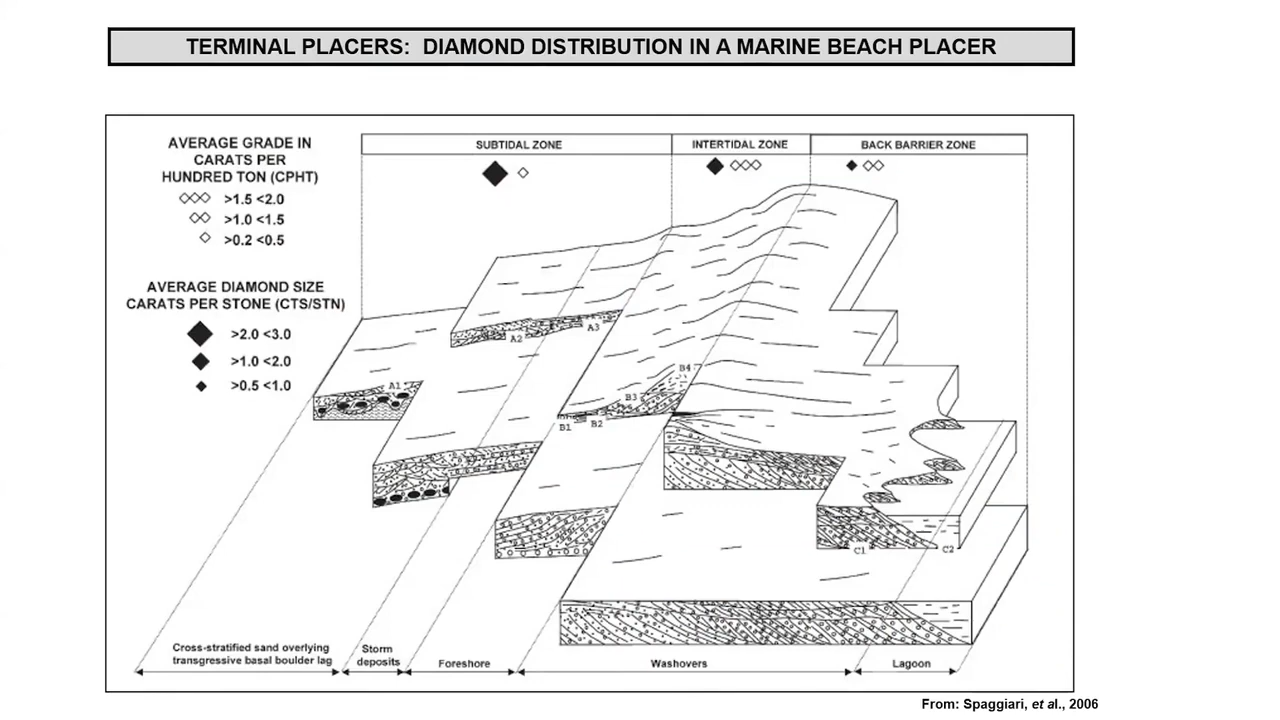 TERMINAL PLACERS: DIAMOND DISTRIBUTION IN A MARINE BEACH PLACER
AVERAGE GRADE IN
CARATS PER
HUNDRED TON (CPHT)
>1.5 <2.0
>1.0 <1.5
>0.2 <0.5
AVERAGE DIAMOND SIZE
CARATS PER STONE (CTS/STN)
>2.0 <3.0
>1.0 <2.0
>0.5 <1.0
SUBTIDAL ZONE
INTERTIDAL ZONE
BACK BARRIER ZONE
A1
A2
A3
B1
B2
B3
B4
C1
C2
Cross-stratified sand overlying
transgressive basal boulder lag
Storm
deposits
Foreshore
Washovers
Lagoon
From: Spaggiari, et al., 2006